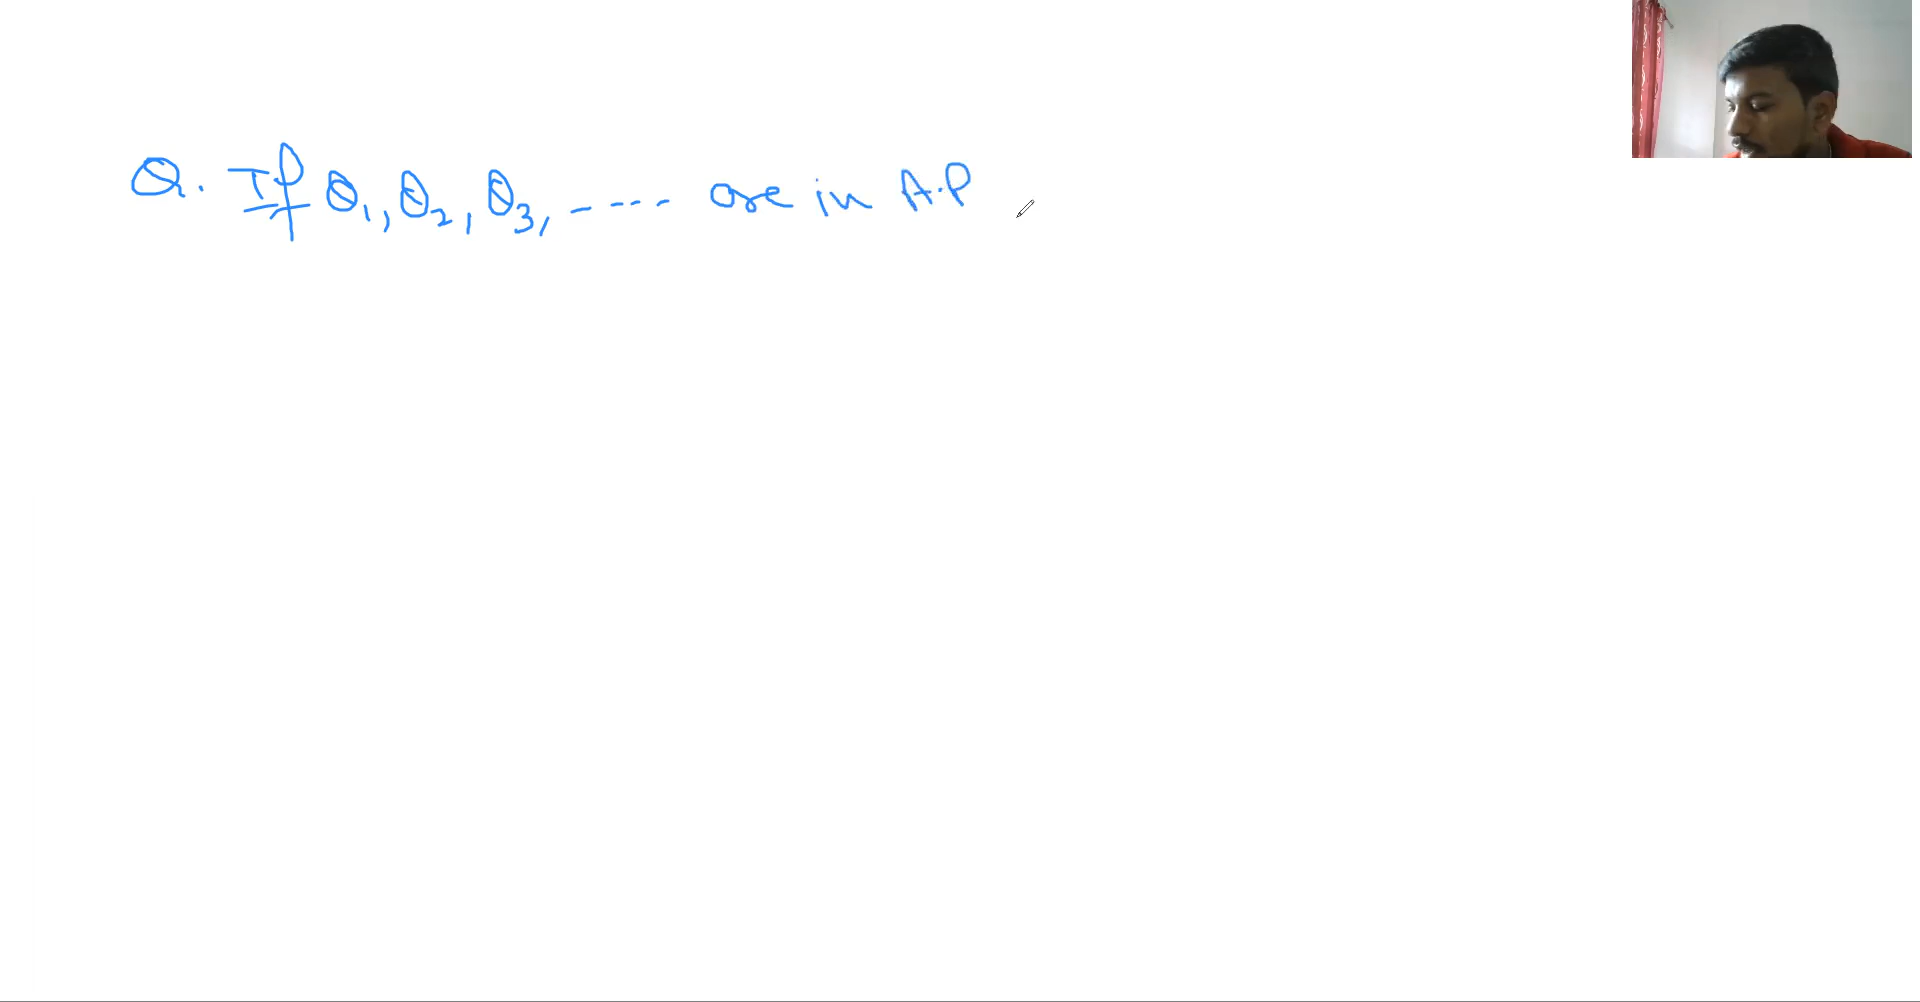 Q. If θ₁, θ₂, θ₃, ---- are in A.P